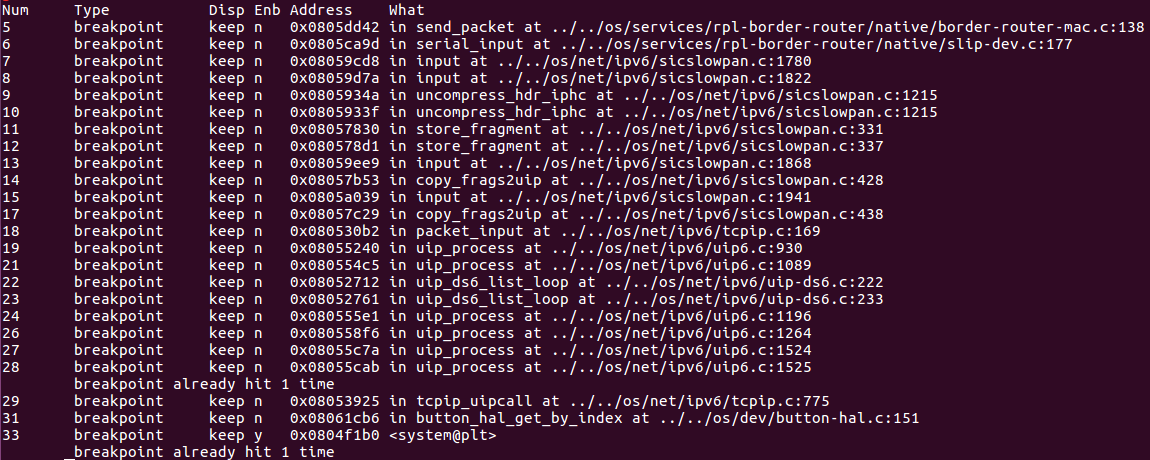 Num     Type           Disp Enb Address    What
5       breakpoint     keep n   0x0805dd42 in send_packet at ../../os/services/rpl-border-router/native/border-router-mac.c:138
6       breakpoint     keep n   0x0805ca9d in serial_input at ../../os/services/rpl-border-router/native/slip-dev.c:177
7       breakpoint     keep n   0x08059cd8 in input at ../../os/net/ipv6/sicslowpan.c:1780
8       breakpoint     keep n   0x08059d7a in input at ../../os/net/ipv6/sicslowpan.c:1822
9       breakpoint     keep n   0x0805934a in uncompress_hdr_iphc at ../../os/net/ipv6/sicslowpan.c:1215
10      breakpoint     keep n   0x0805933f in uncompress_hdr_iphc at ../../os/net/ipv6/sicslowpan.c:1215
11      breakpoint     keep n   0x08057830 in store_fragment at ../../os/net/ipv6/sicslowpan.c:331
12      breakpoint     keep n   0x080578d1 in store_fragment at ../../os/net/ipv6/sicslowpan.c:337
13      breakpoint     keep n   0x08059ee9 in input at ../../os/net/ipv6/sicslowpan.c:1868
14      breakpoint     keep n   0x08057b53 in copy_frags2uip at ../../os/net/ipv6/sicslowpan.c:428
15      breakpoint     keep n   0x0805a039 in input at ../../os/net/ipv6/sicslowpan.c:1941
17      breakpoint     keep n   0x08057c29 in copy_frags2uip at ../../os/net/ipv6/sicslowpan.c:438
18      breakpoint     keep n   0x080530b2 in packet_input at ../../os/net/ipv6/tcpip.c:169
19      breakpoint     keep n   0x08055240 in uip_process at ../../os/net/ipv6/uip6.c:930
21      breakpoint     keep n   0x080554c5 in uip_process at ../../os/net/ipv6/uip6.c:1089
22      breakpoint     keep n   0x08052712 in uip_ds6_list_loop at ../../os/net/ipv6/uip-ds6.c:222
23      breakpoint     keep n   0x08052761 in uip_ds6_list_loop at ../../os/net/ipv6/uip-ds6.c:233
24      breakpoint     keep n   0x080555e1 in uip_process at ../../os/net/ipv6/uip6.c:1196
26      breakpoint     keep n   0x080558f6 in uip_process at ../../os/net/ipv6/uip6.c:1264
27      breakpoint     keep n   0x08055c7a in uip_process at ../../os/net/ipv6/uip6.c:1524
28      breakpoint     keep n   0x08055cab in uip_process at ../../os/net/ipv6/uip6.c:1525
        breakpoint already hit 1 time
29      breakpoint     keep n   0x08053925 in tcpip_uipcall at ../../os/net/ipv6/tcpip.c:775
31      breakpoint     keep n   0x08061cb6 in button_hal_get_by_index at ../../os/dev/button-hal.c:151
33      breakpoint     keep y   0x0804f1b0 <system@plt>
        breakpoint already hit 1 time